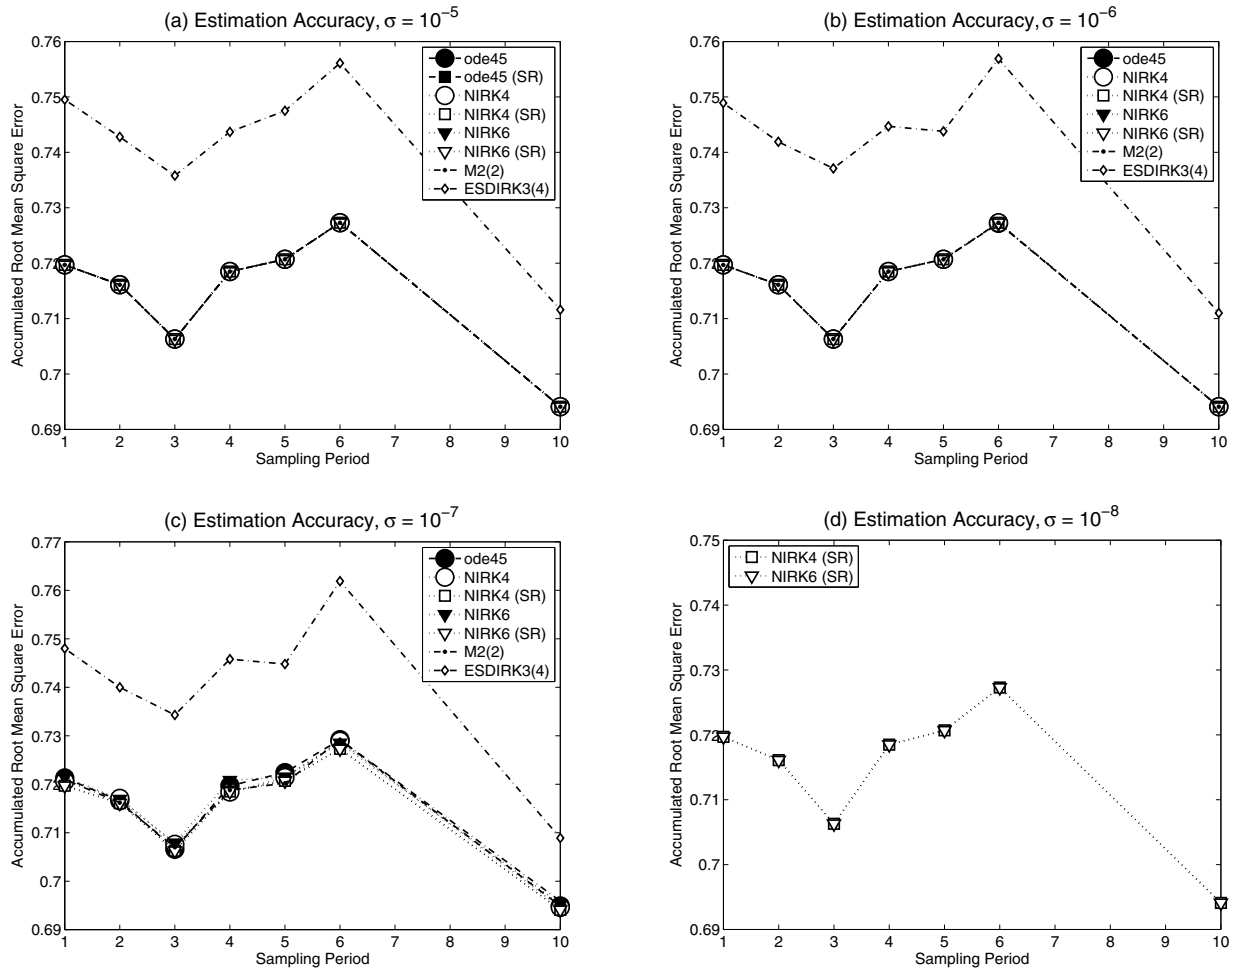 (a) Estimation Accuracy, σ = 10⁻⁵
Accumulated Root Mean Square Error
0.76
0.75
0.74
0.73
0.72
0.71
0.7
0.69
ode45
ode45 (SR)
NIRK4
NIRK4 (SR)
NIRK6
NIRK6 (SR)
M2(2)
ESDIRK3(4)
1 2 3 4 5 6 7 8 9 10
Sampling Period
(b) Estimation Accuracy, σ = 10⁻⁶
Accumulated Root Mean Square Error
0.76
0.75
0.74
0.73
0.72
0.71
0.7
0.69
ode45
NIRK4
NIRK4 (SR)
NIRK6
NIRK6 (SR)
M2(2)
ESDIRK3(4)
1 2 3 4 5 6 7 8 9 10
Sampling Period
(c) Estimation Accuracy, σ = 10⁻⁷
Accumulated Root Mean Square Error
0.77
0.76
0.75
0.74
0.73
0.72
0.71
0.7
0.69
ode45
NIRK4
NIRK4 (SR)
NIRK6
NIRK6 (SR)
M2(2)
ESDIRK3(4)
1 2 3 4 5 6 7 8 9 10
Sampling Period
(d) Estimation Accuracy, σ = 10⁻⁸
Accumulated Root Mean Square Error
0.75
0.74
0.73
0.72
0.71
0.7
0.69
NIRK4 (SR)
NIRK6 (SR)
1 2 3 4 5 6 7 8 9 10
Sampling Period